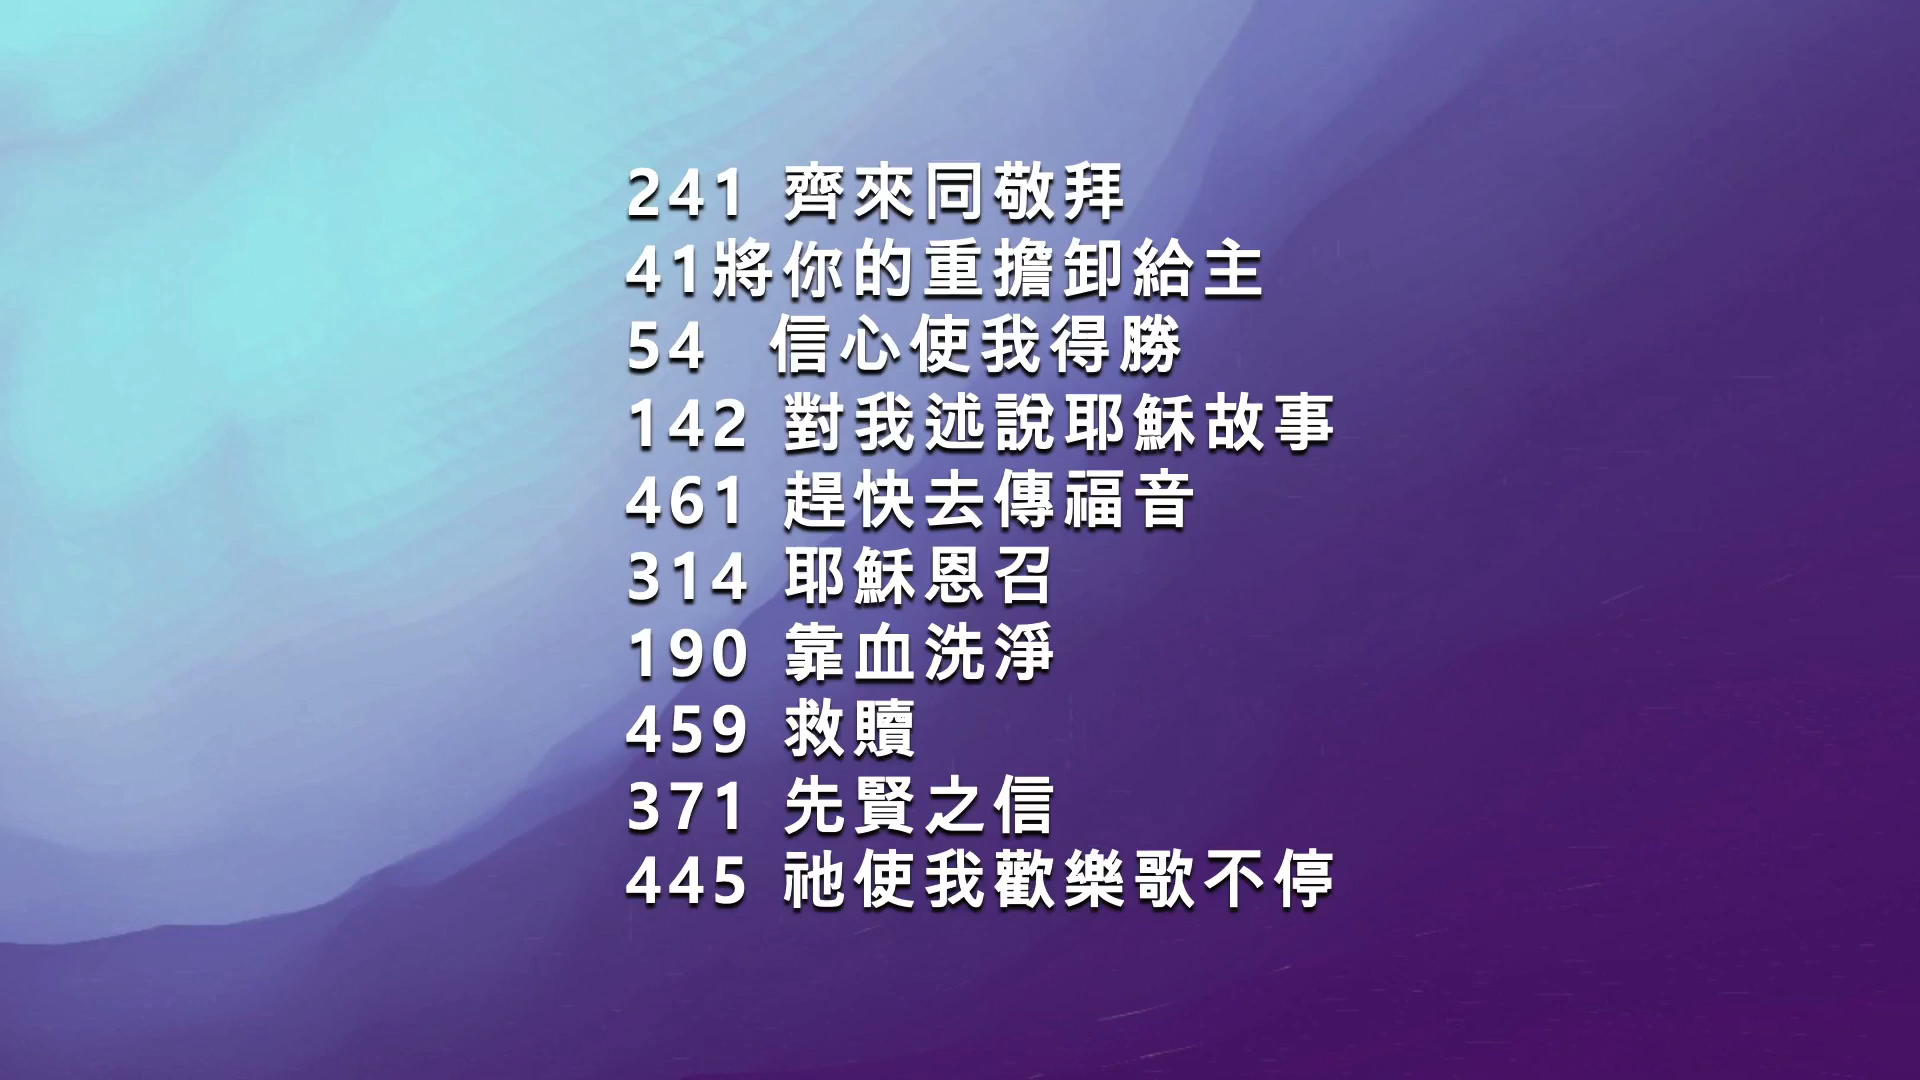 241 齊來同敬拜
41將你的重擔卸給主
54  信心使我得勝
142 對我述說耶穌故事
461 趕快去傳福音
314 耶穌恩召
190 靠血洗淨
459 救贖
371 先賢之信
445 祂使我歡樂歌不停